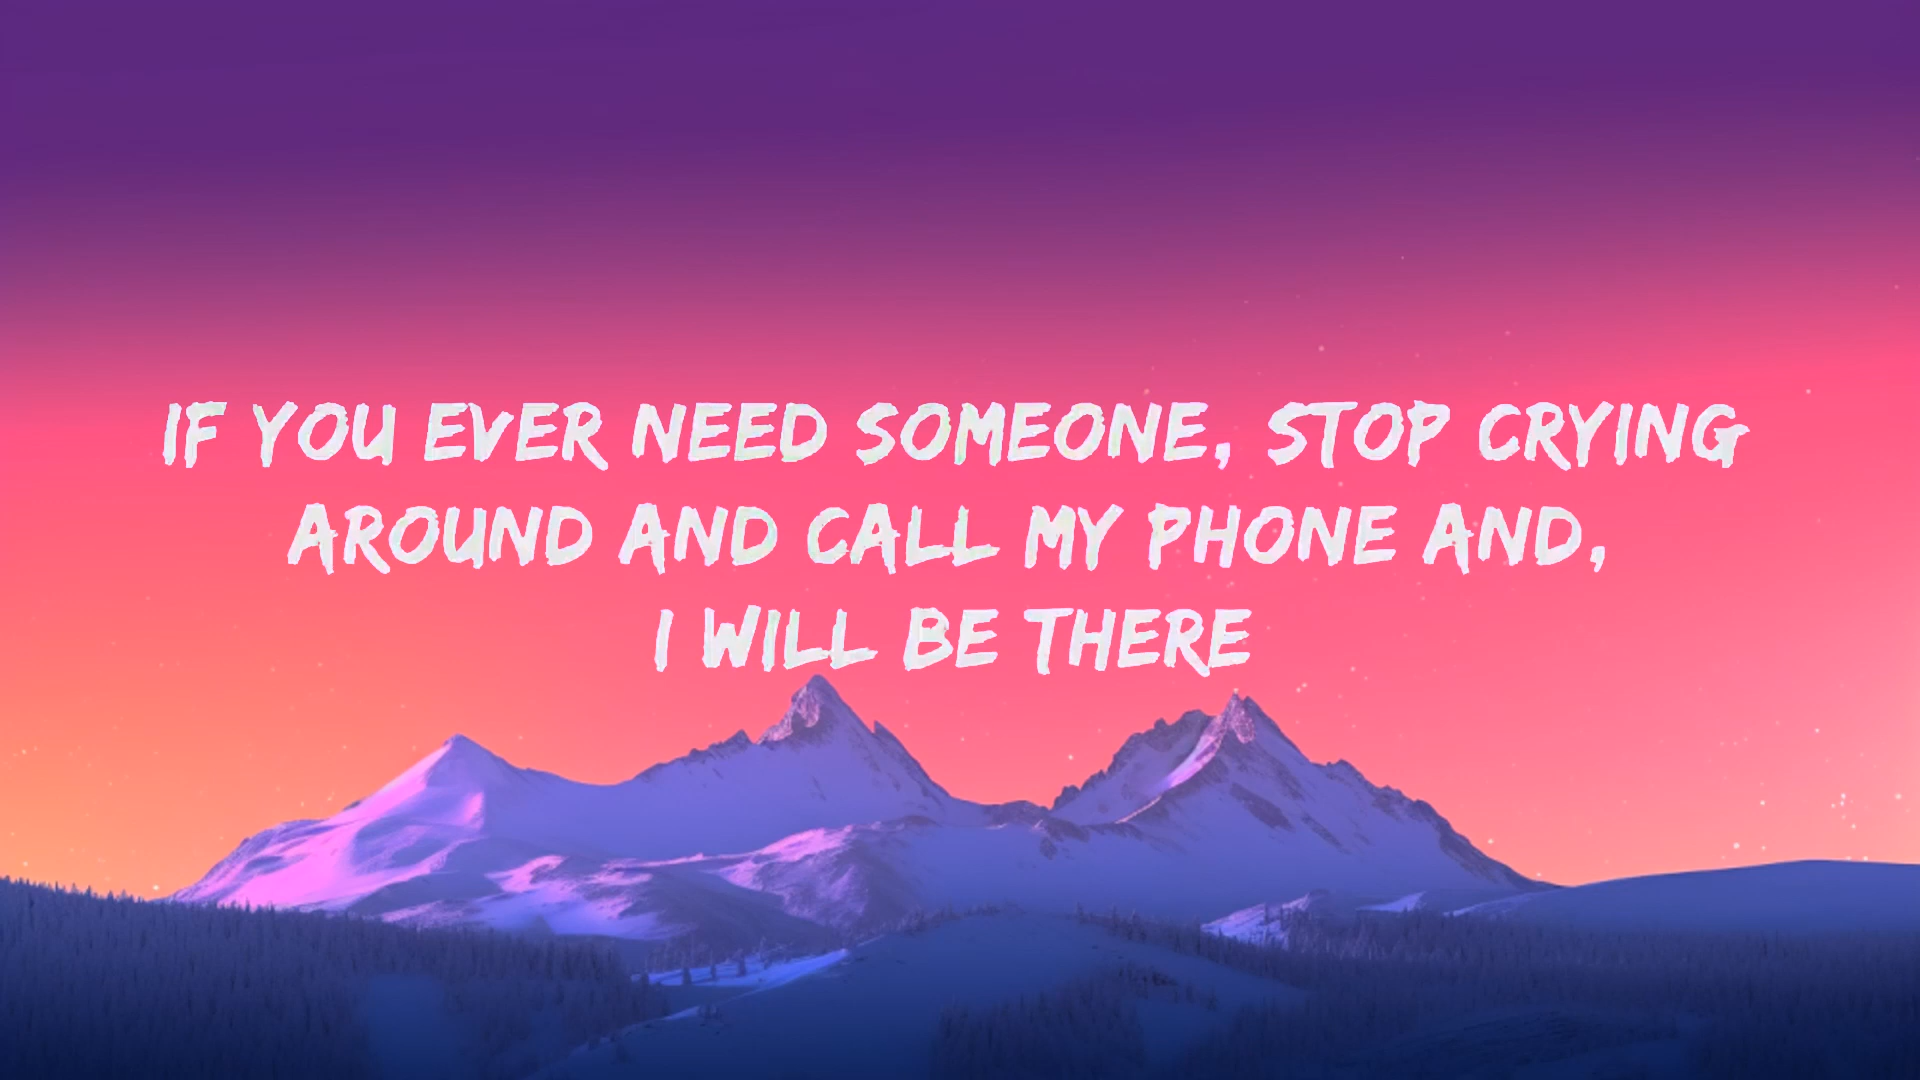 IF YOU EVER NEED SOMEONE, STOP CRYING
AROUND AND CALL MY PHONE AND,
I WILL BE THERE